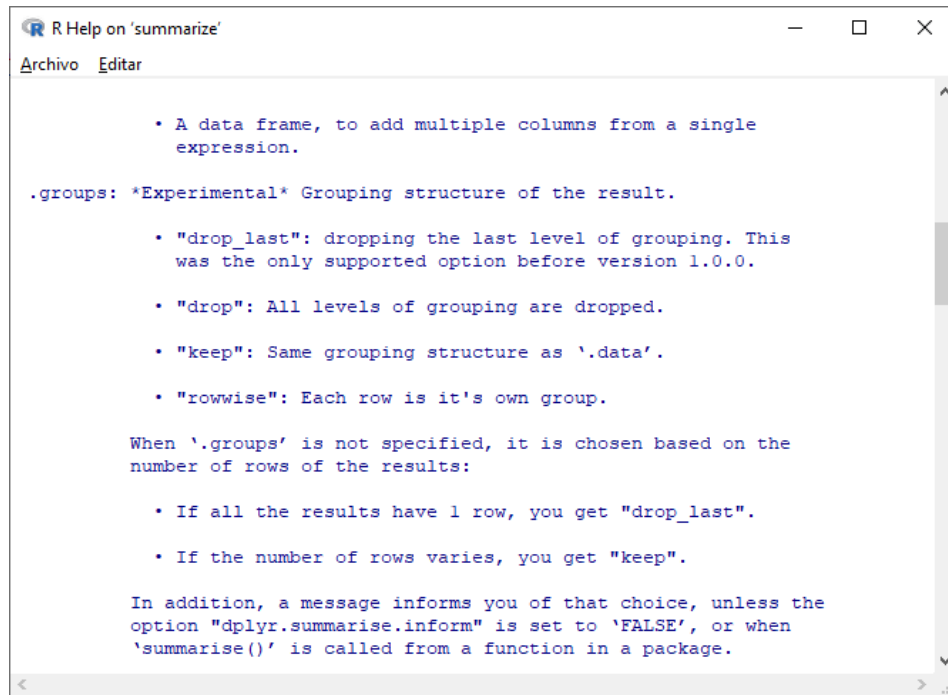 R Help on 'summarize'
Archivo Editar
• A data frame, to add multiple columns from a single
expression.
.groups: *Experimental* Grouping structure of the result.
• "drop_last": dropping the last level of grouping. This
was the only supported option before version 1.0.0.
• "drop": All levels of grouping are dropped.
• "keep": Same grouping structure as ‘.data’.
• "rowwise": Each row is it's own group.
When ‘.groups’ is not specified, it is chosen based on the
number of rows of the results:
• If all the results have 1 row, you get "drop_last".
• If the number of rows varies, you get "keep".
In addition, a message informs you of that choice, unless the
option "dplyr.summarise.inform" is set to ‘FALSE’, or when
‘summarise()’ is called from a function in a package.